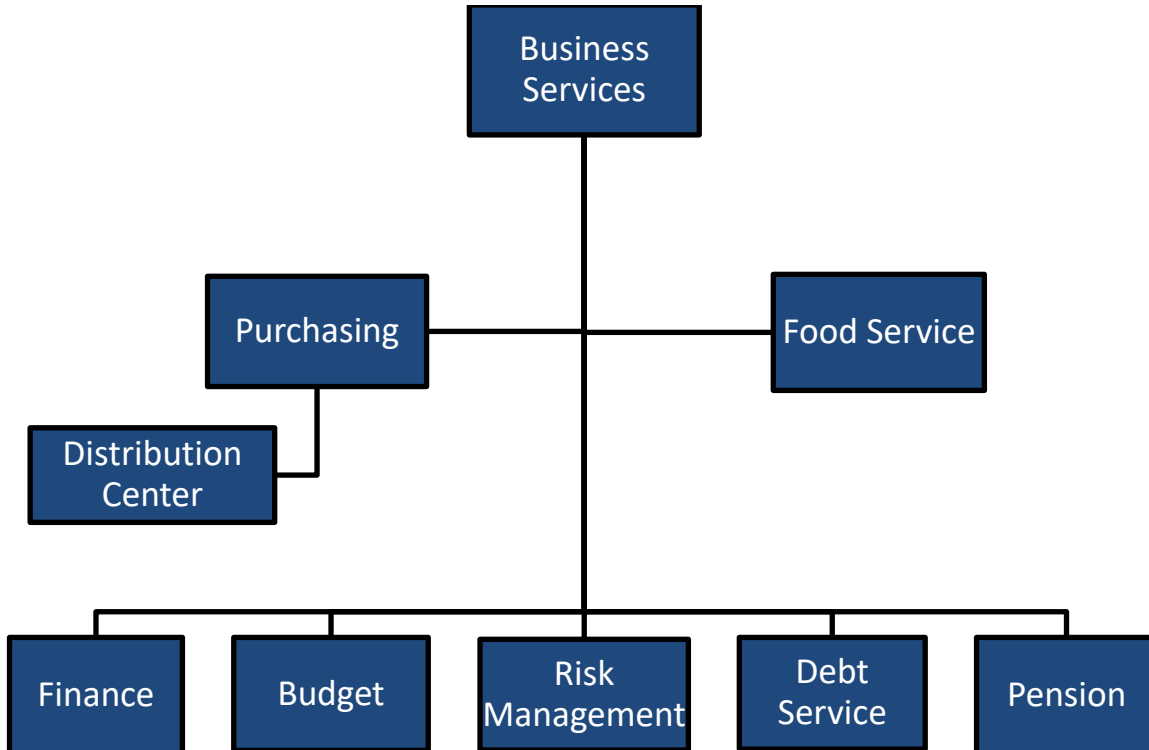 Business
Services
Purchasing
Food Service
Distribution
Center
Finance
Budget
Risk
Management
Debt
Service
Pension